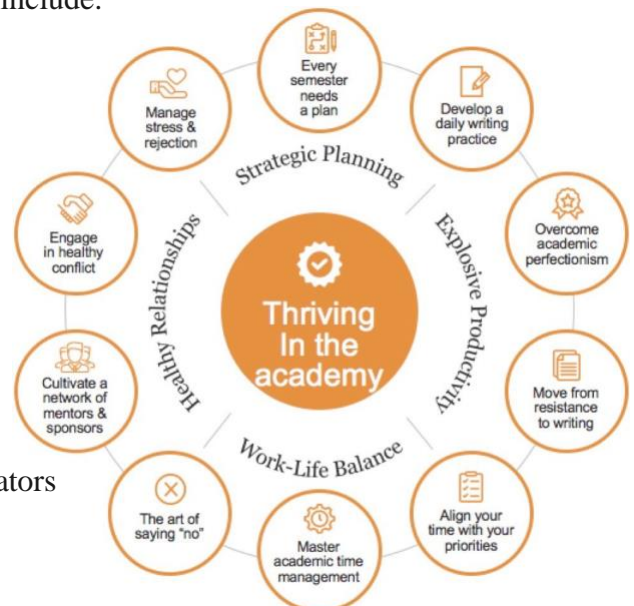 include:
Every
semester
needs
a plan
Develop a
daily writing
practice
Overcome
academic
perfectionism
Move from
resistance
to writing
Align your
time with your
priorities
Master
academic time
management
The art of
saying "no"
Cultivate a
network of
mentors &
sponsors
Engage
in healthy
conflict
Manage
stress &
rejection
Strategic Planning
Explosive Productivity
Work-Life Balance
Healthy Relationships
Thriving
In the
academy